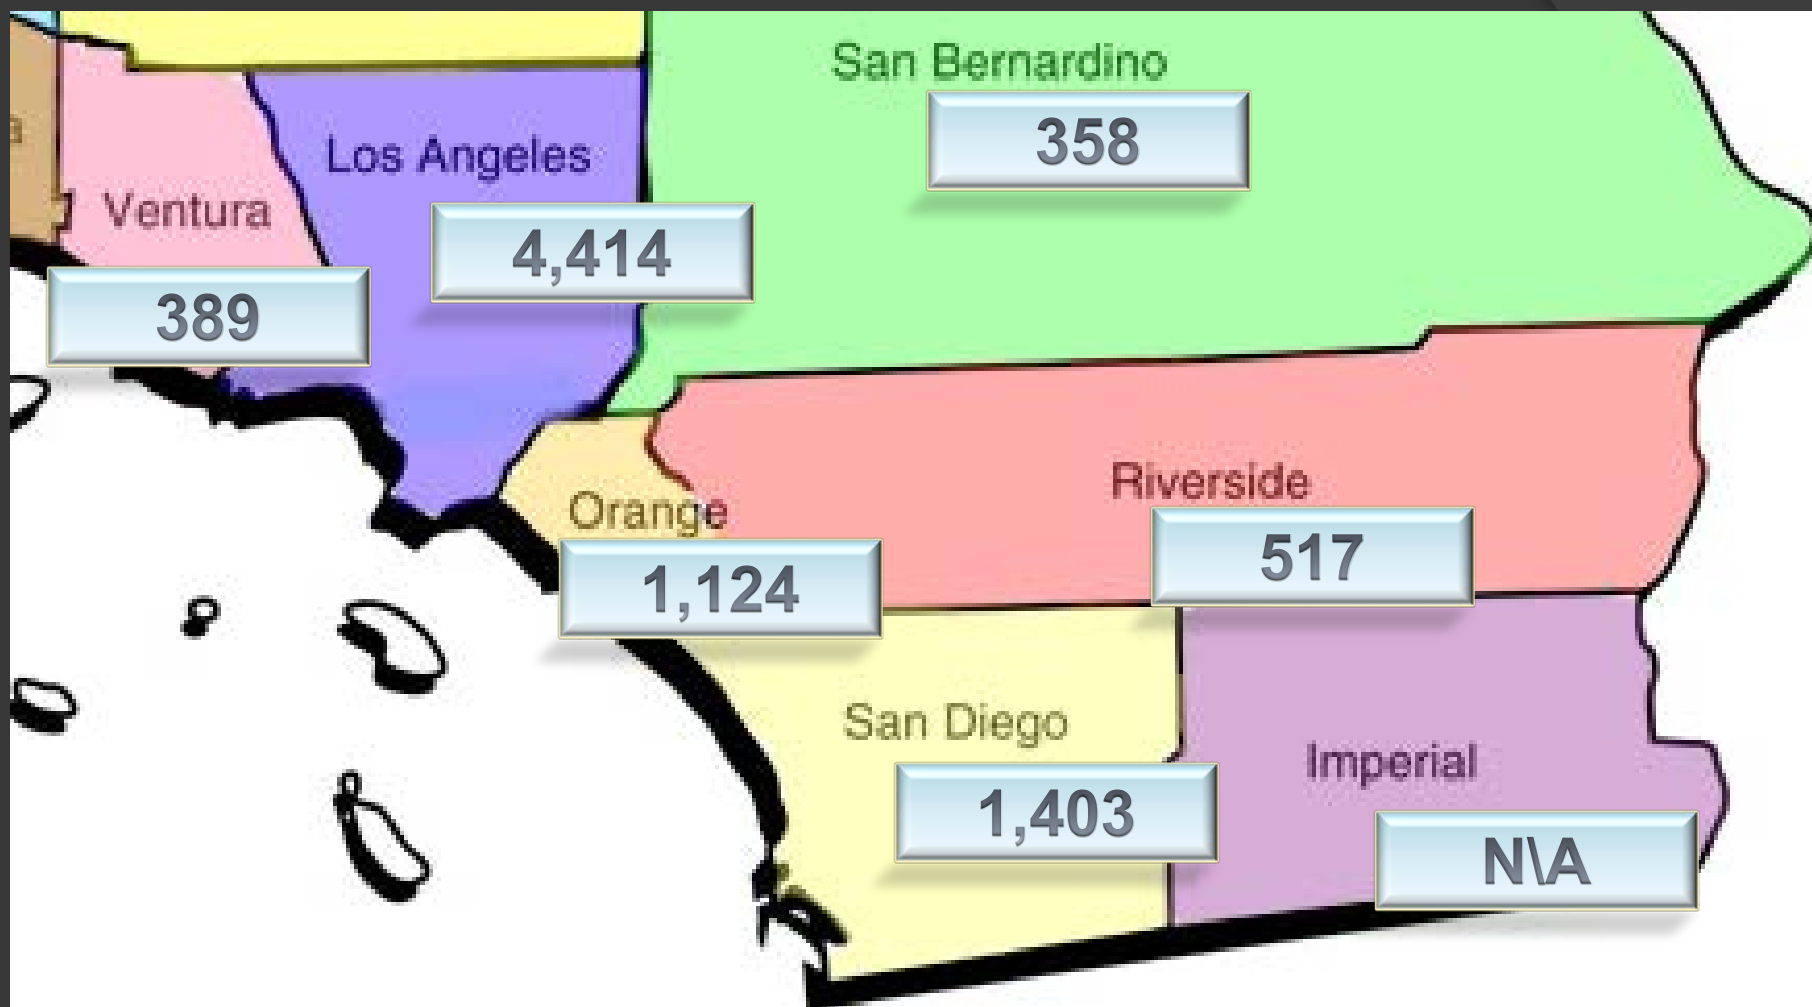 San Bernardino
358
Los Angeles
4,414
Ventura
389
Riverside
517
Orange
1,124
San Diego
1,403
Imperial
N\A